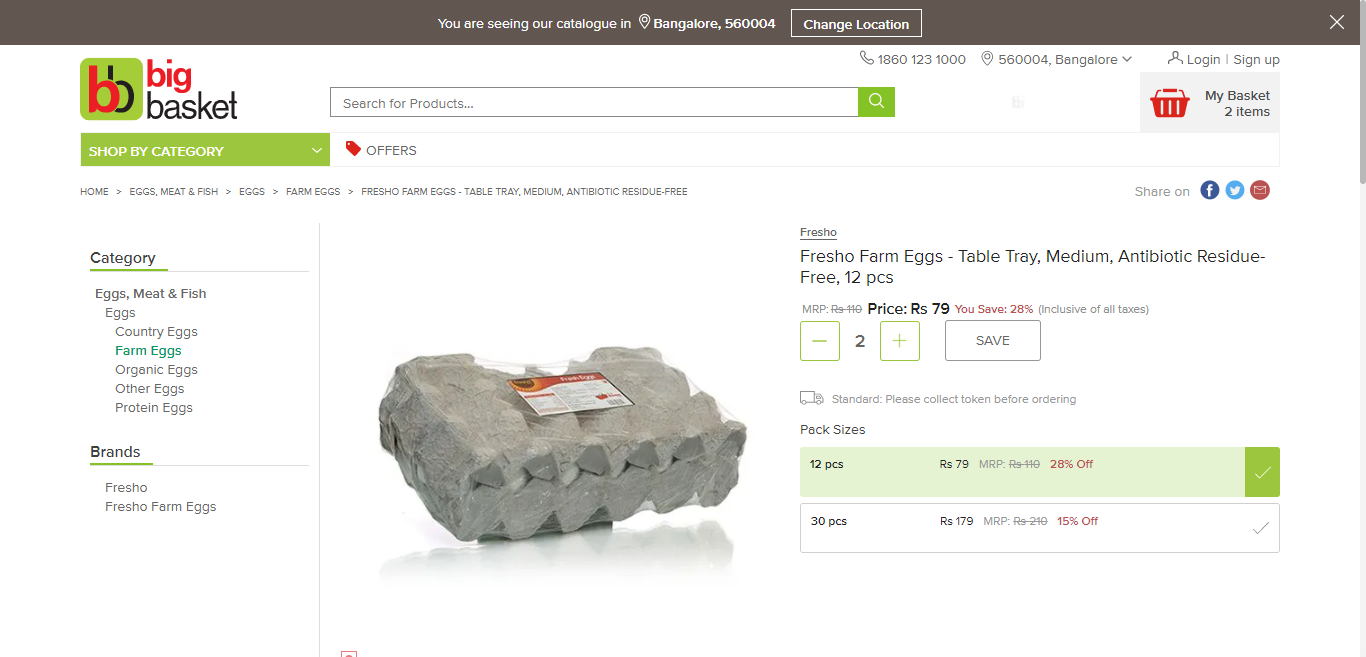 You are seeing our catalogue in Bangalore, 560004 Change Location
1860 123 1000 560004, Bangalore Login | Sign up
bb big basket
Search for Products...
My Basket
2 items
SHOP BY CATEGORY
OFFERS
HOME > EGGS, MEAT & FISH > EGGS > FARM EGGS > FRESHO FARM EGGS - TABLE TRAY, MEDIUM, ANTIBIOTIC RESIDUE-FREE
Share on
Category
Eggs, Meat & Fish
Eggs
Country Eggs
Farm Eggs
Organic Eggs
Other Eggs
Protein Eggs
Brands
Fresho
Fresho Farm Eggs
Fresh Eggs
Fresho
Fresho Farm Eggs - Table Tray, Medium, Antibiotic Residue-
Free, 12 pcs
MRP: Rs 110 Price: Rs 79 You Save: 28% (Inclusive of all taxes)
2
SAVE
Standard: Please collect token before ordering
Pack Sizes
12 pcs Rs 79 MRP: Rs 110 28% Off
30 pcs Rs 179 MRP: Rs 210 15% Off